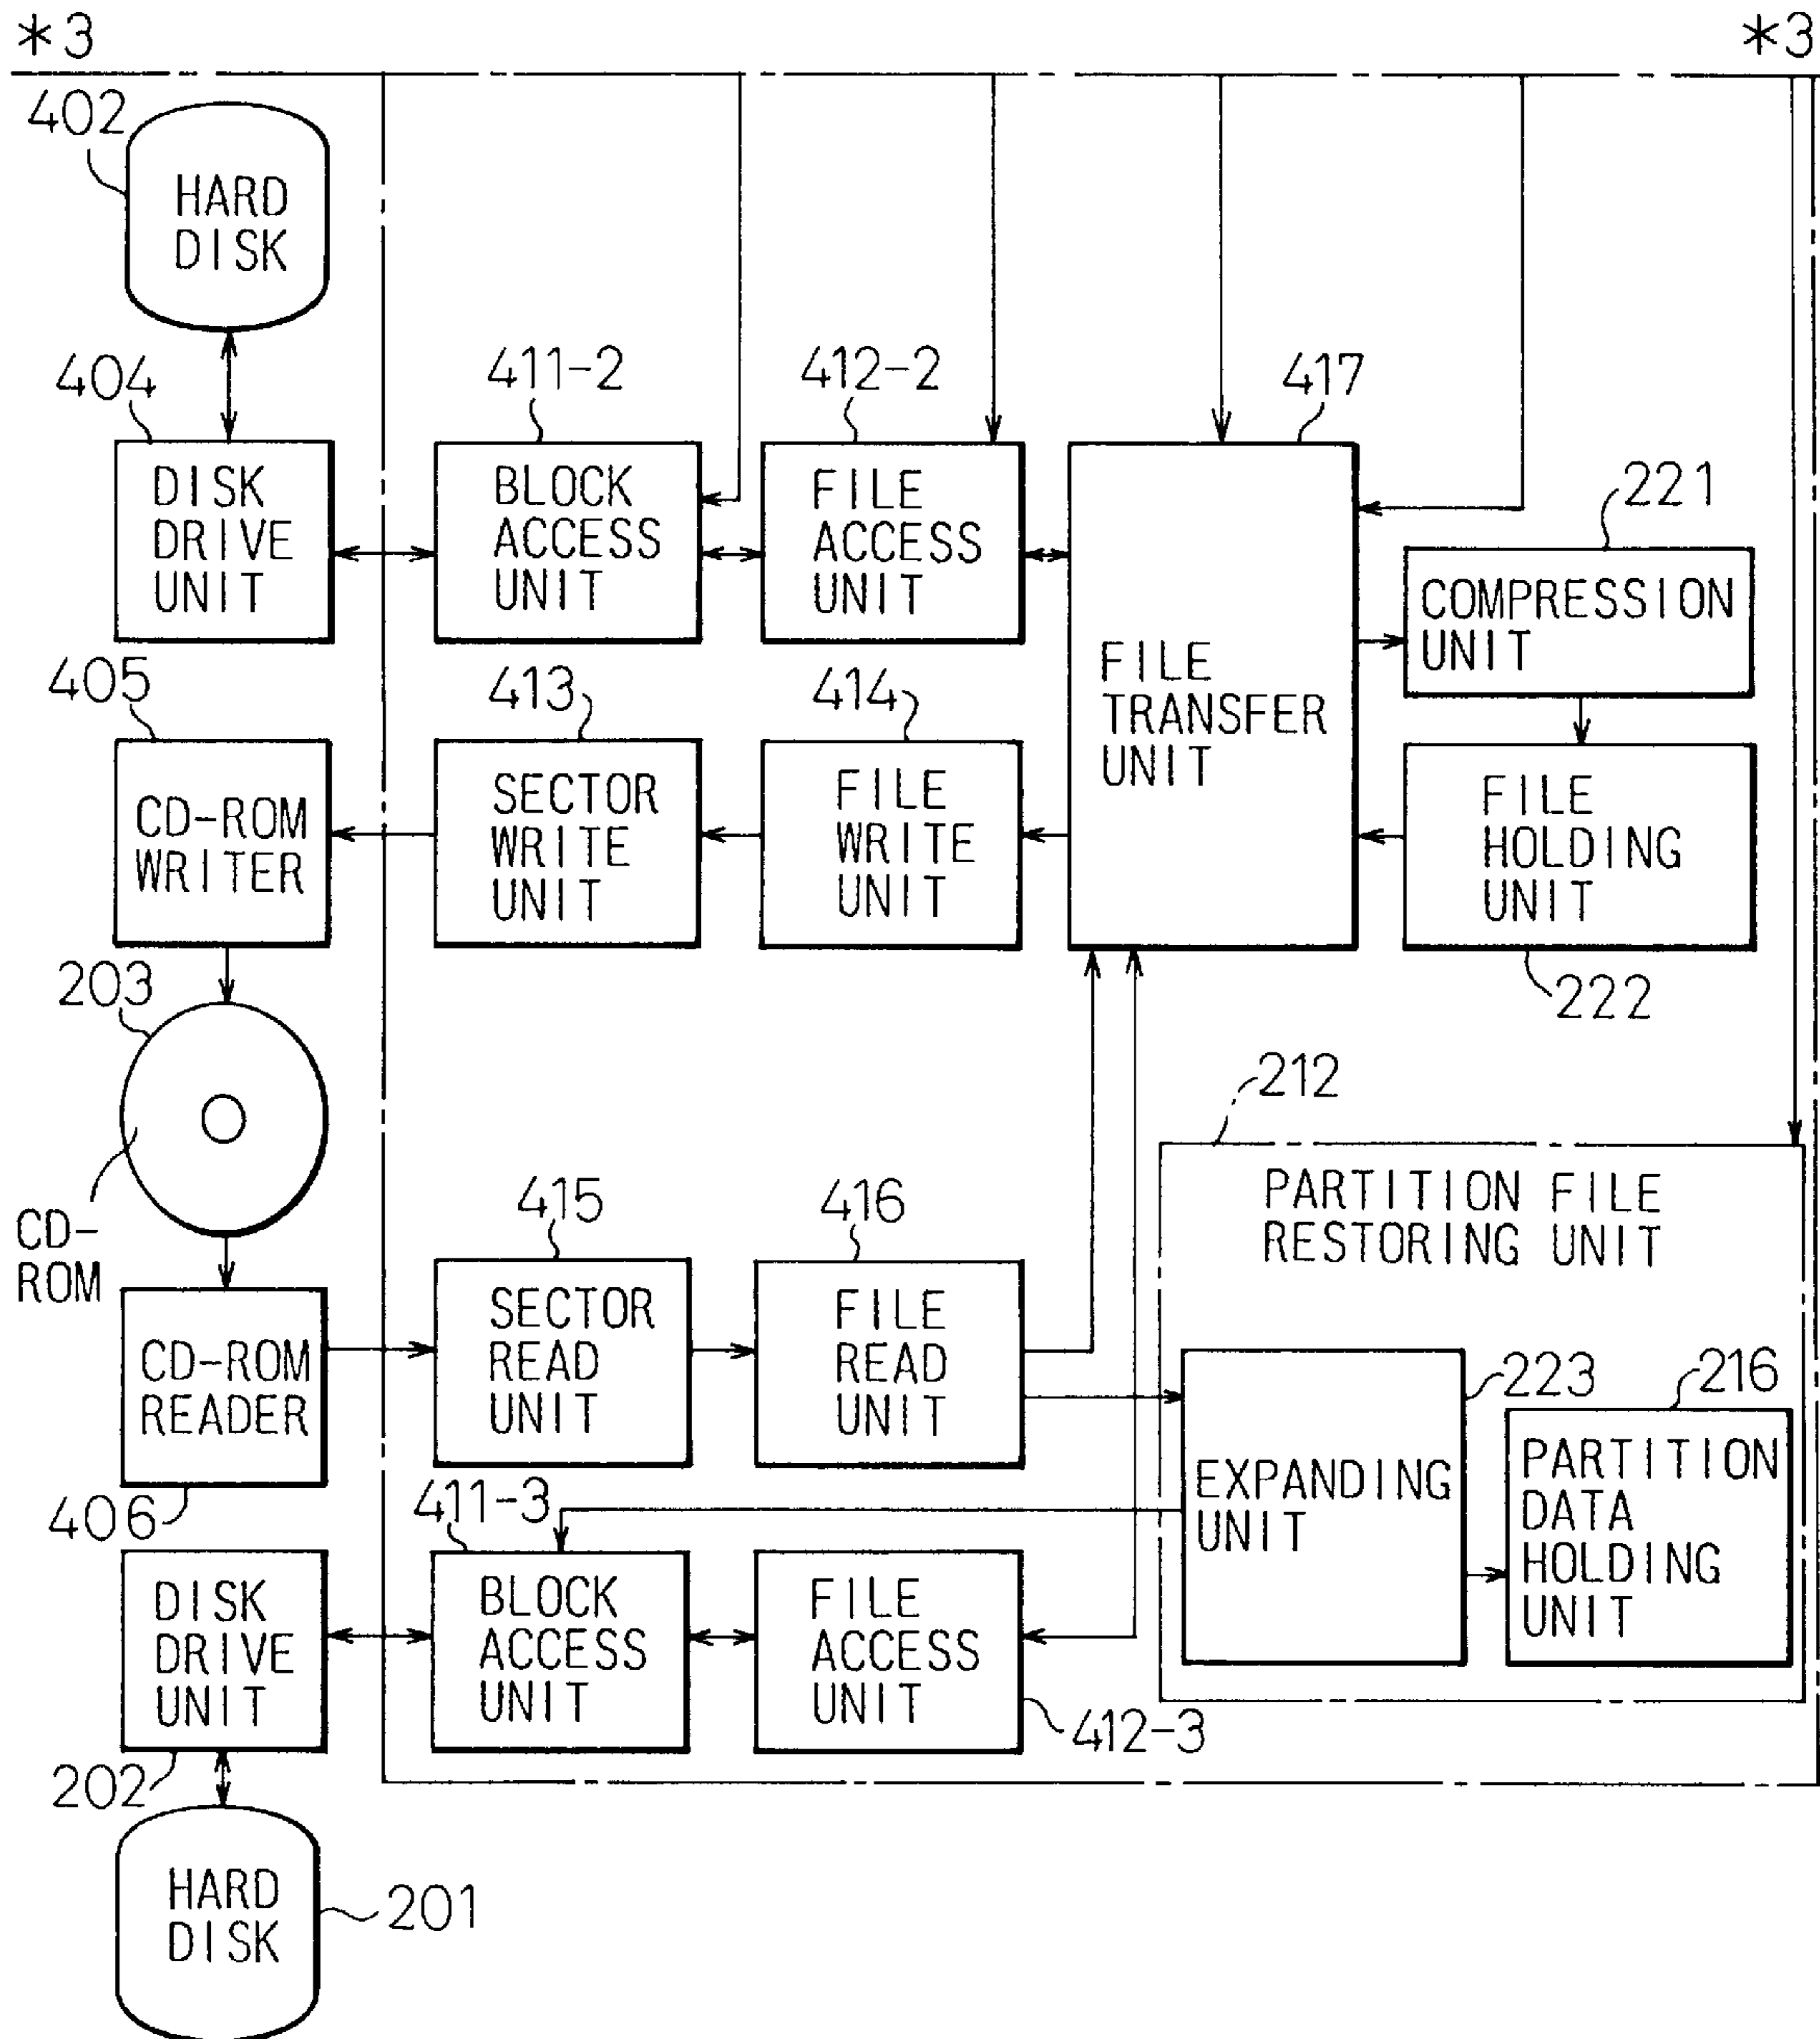 *3
*3
402
HARD
DISK
404
411-2
412-2
417
DISK
DRIVE
UNIT
BLOCK
ACCESS
UNIT
FILE
ACCESS
UNIT
FILE
TRANSFER
UNIT
221
COMPRESSION
UNIT
405
413
414
CD-ROM
WRITER
SECTOR
WRITE
UNIT
FILE
WRITE
UNIT
FILE
HOLDING
UNIT
222
203
CD-
ROM
212
PARTITION FILE
RESTORING UNIT
415
416
CD-ROM
READER
406
SECTOR
READ
UNIT
FILE
READ
UNIT
223
216
EXPANDING
UNIT
PARTITION
DATA
HOLDING
UNIT
411-3
DISK
DRIVE
UNIT
BLOCK
ACCESS
UNIT
FILE
ACCESS
UNIT
412-3
202
HARD
DISK
201